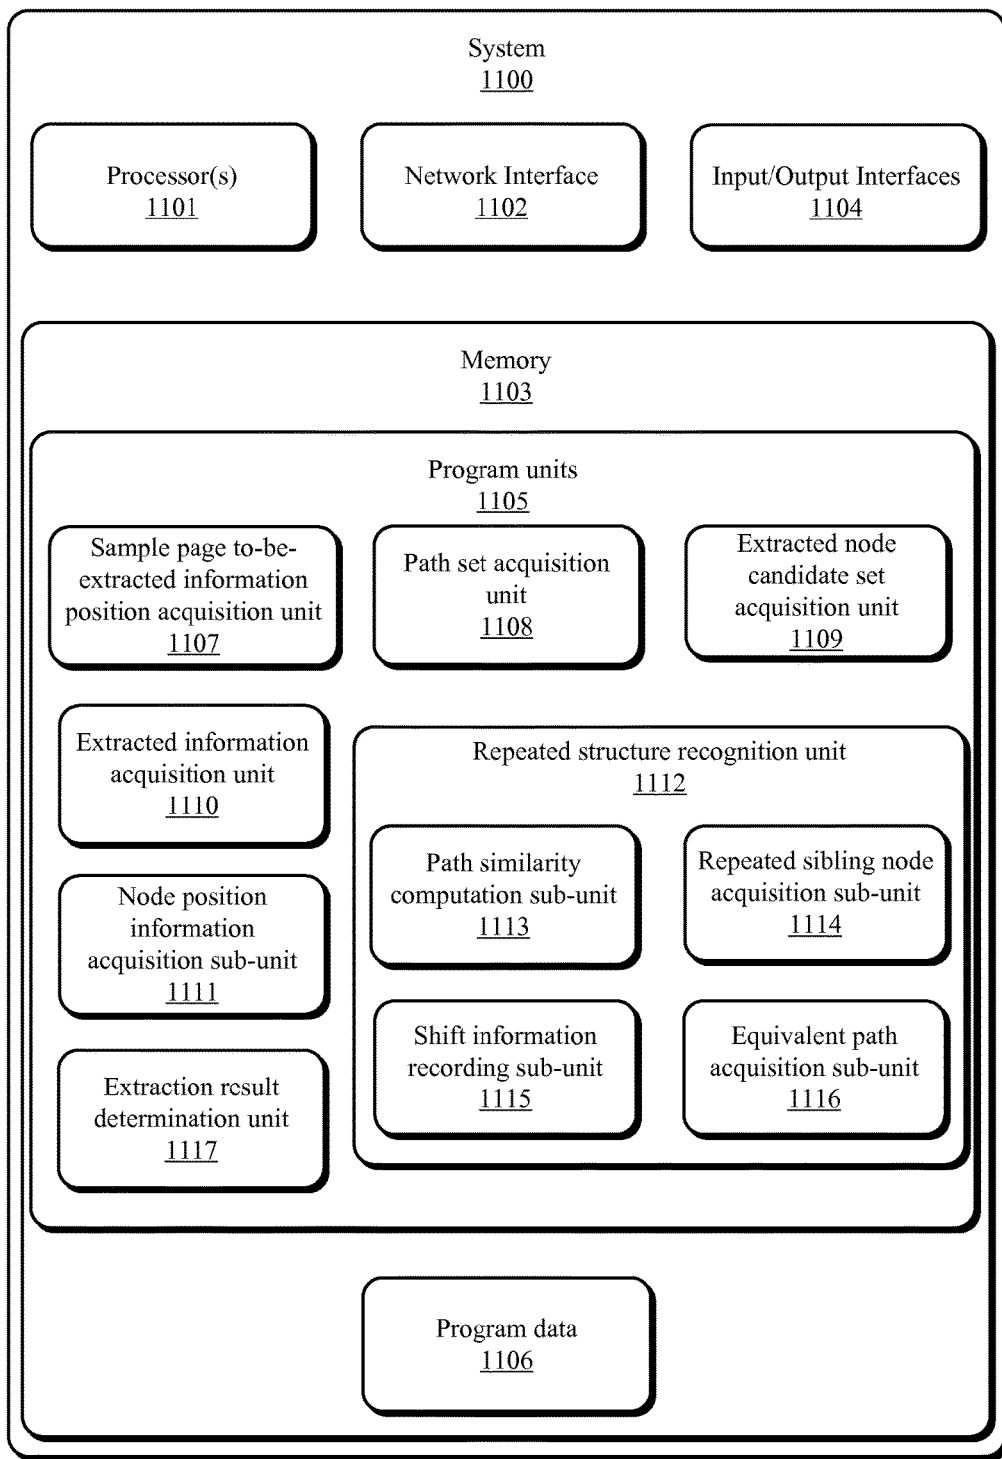 System
1100
Processor(s)
1101
Network Interface
1102
Input/Output Interfaces
1104
Memory
1103
Program units
1105
Sample page to-be-
extracted information
position acquisition unit
1107
Path set acquisition
unit
1108
Extracted node
candidate set
acquisition unit
1109
Extracted information
acquisition unit
1110
Repeated structure recognition unit
1112
Path similarity
computation sub-unit
1113
Repeated sibling node
acquisition sub-unit
1114
Node position
information
acquisition sub-unit
1111
Shift information
recording sub-unit
1115
Equivalent path
acquisition sub-unit
1116
Extraction result
determination unit
1117
Program data
1106